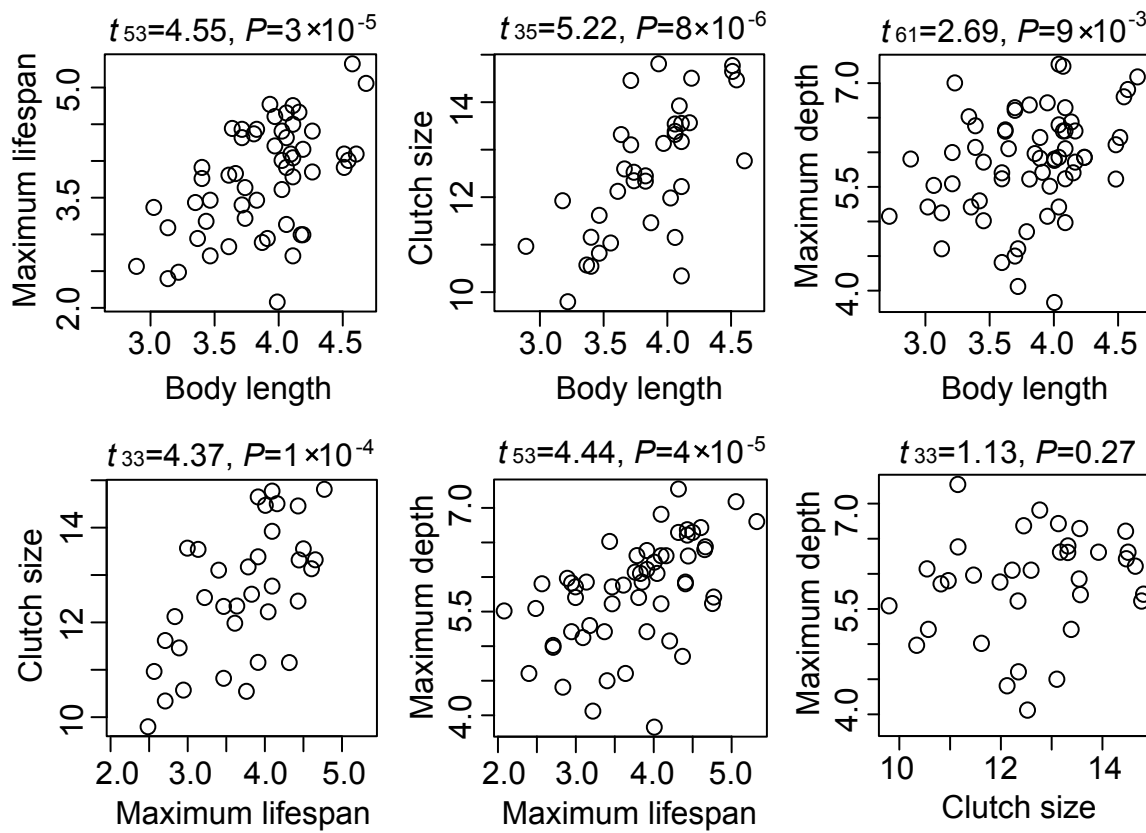 t53=4.55, P=3×10-5
t35=5.22, P=8×10-6
t61=2.69, P=9×10-3
Maximum lifespan
2.0 3.5 5.0
3.0 3.5 4.0 4.5
Body length
Clutch size
10 12 14
3.0 3.5 4.0 4.5
Body length
Maximum depth
4.0 5.5 7.0
3.0 3.5 4.0 4.5
Body length
t33=4.37, P=1×10-4
t53=4.44, P=4×10-5
t33=1.13, P=0.27
Clutch size
10 12 14
2.0 3.0 4.0 5.0
Maximum lifespan
Maximum depth
4.0 5.5 7.0
2.0 3.0 4.0 5.0
Maximum lifespan
Maximum depth
4.0 5.5 7.0
10 12 14
Clutch size